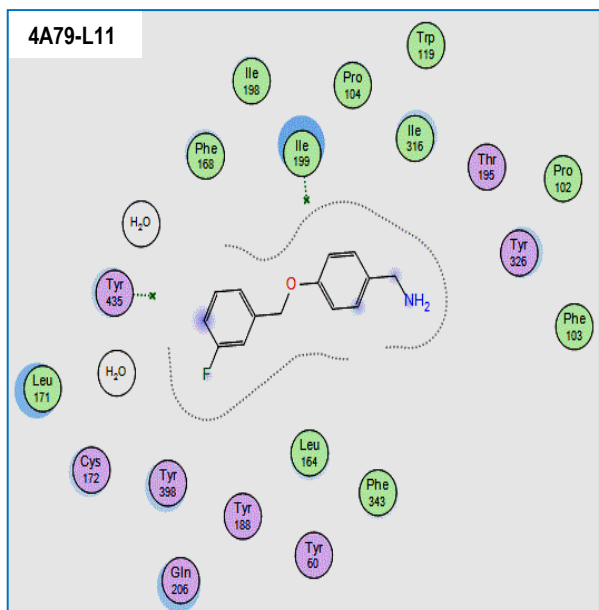 4A79-L11
Trp
119
Ile
198
Pro
104
Ile
316
Ile
199
Phe
168
Thr
195
Pro
102
H₂O
Tyr
326
Tyr
435
O
NH₂
Phe
103
H₂O
F
Leu
171
Cys
172
Tyr
398
Leu
164
Phe
343
Tyr
188
Tyr
60
Gln
206